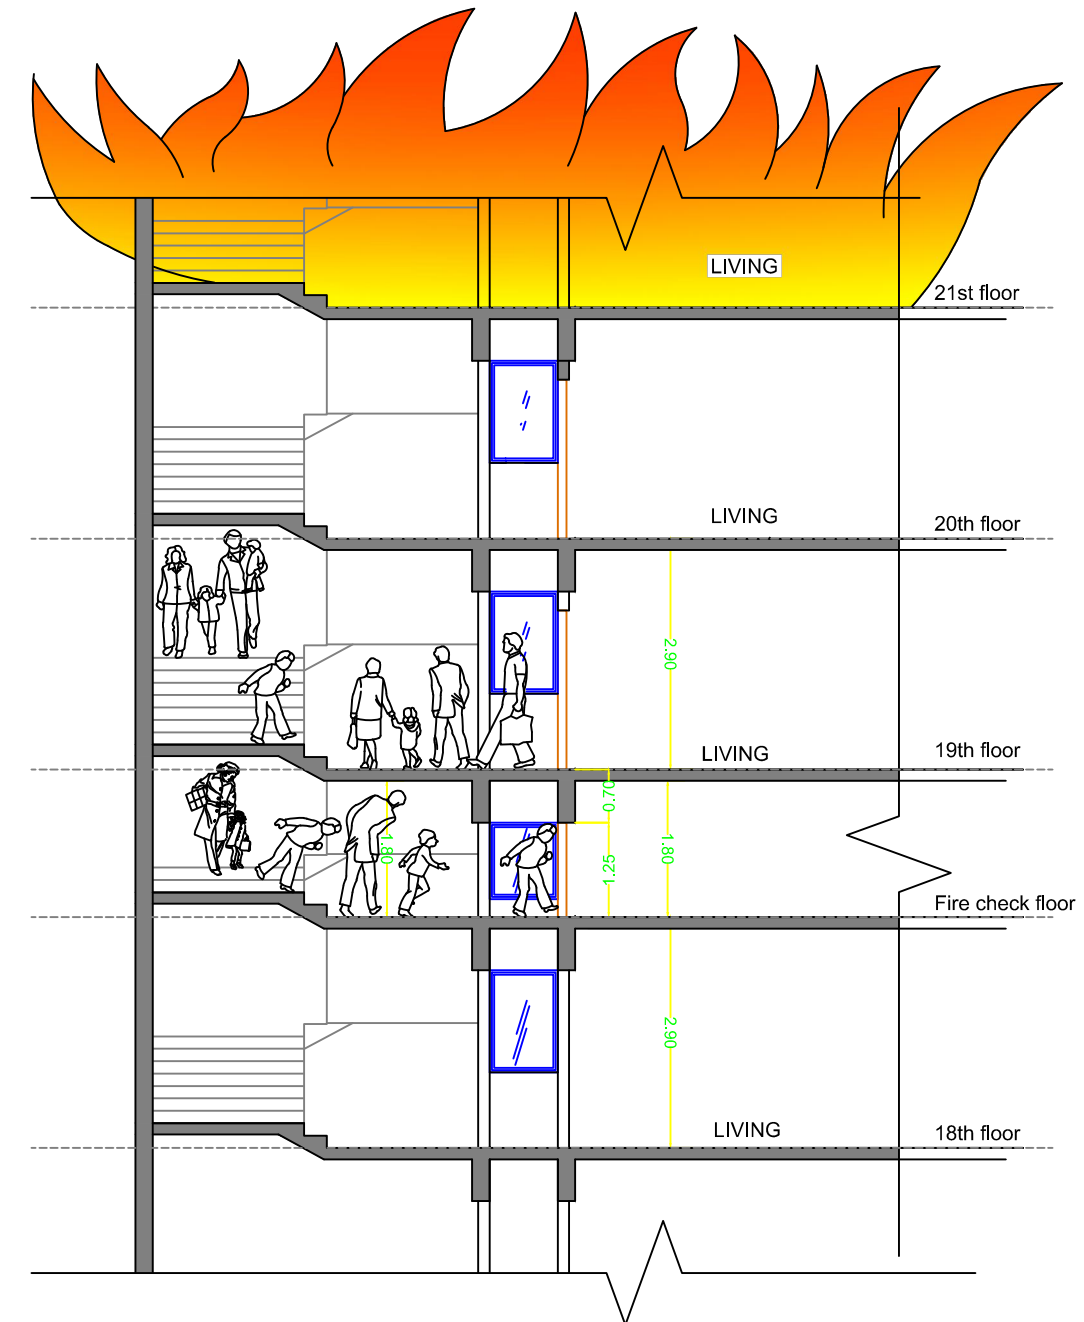 LIVING
21st floor
LIVING
20th floor
2.90
LIVING
19th floor
0.70
1.80
1.80
1.25
Fire check floor
2.90
LIVING
18th floor